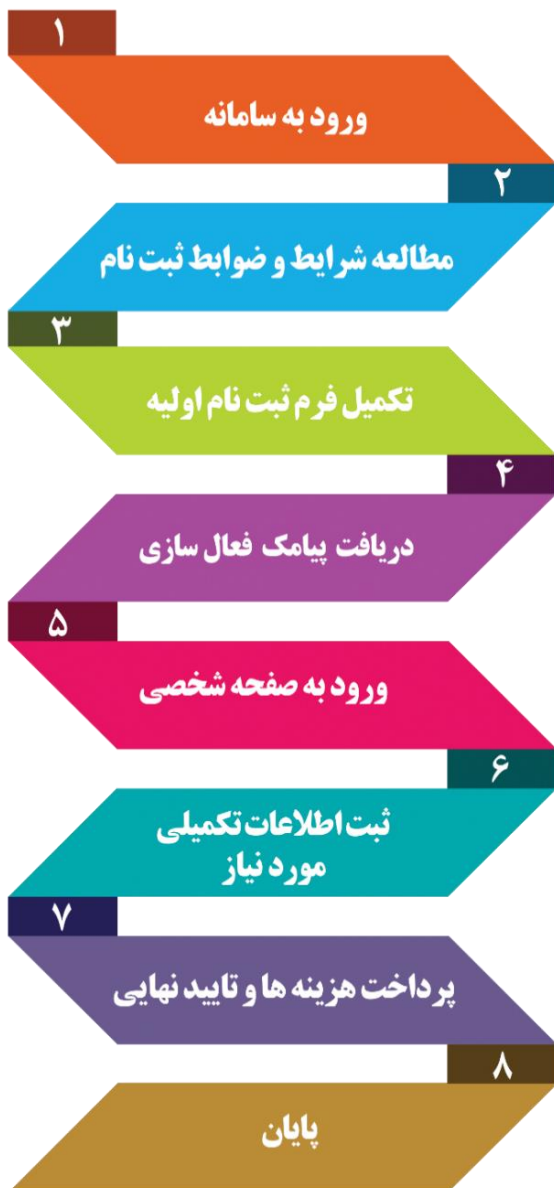 ۱
ورود به سامانه
۲
مطالعه شرایط و ضوابط ثبت نام
۳
تکمیل فرم ثبت نام اولیه
۴
دریافت پیامک فعال سازی
۵
ورود به صفحه شخصی
۶
ثبت اطلاعات تکمیلی
مورد نیاز
۷
پرداخت هزینه ها و تایید نهایی
۸
پایان